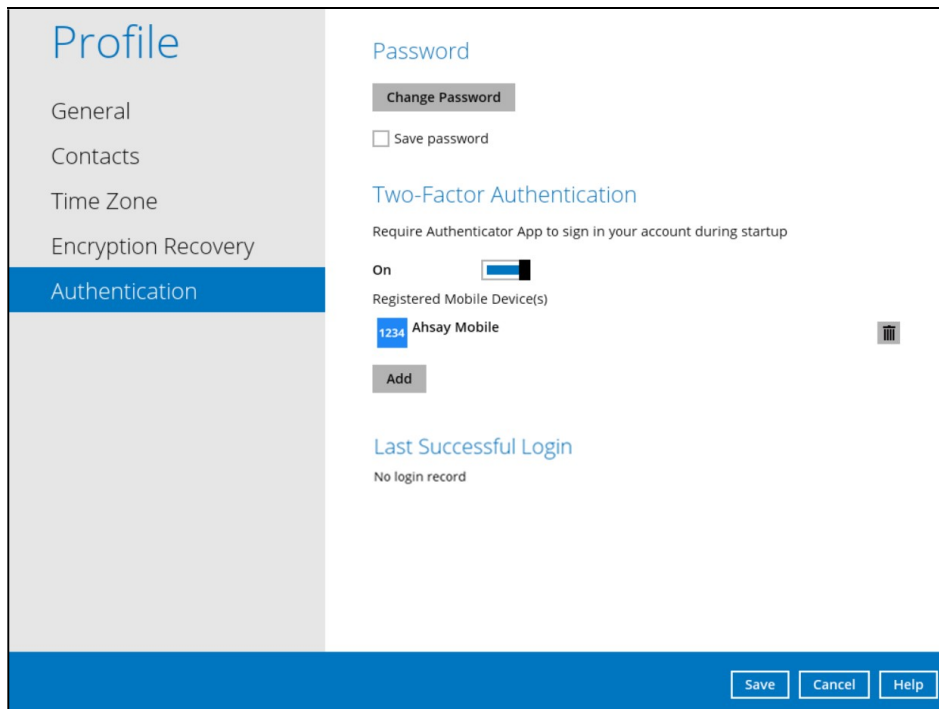 Profile
General
Contacts
Time Zone
Encryption Recovery
Authentication
Password
Change Password
Save password
Two-Factor Authentication
Require Authenticator App to sign in your account during startup
On
Registered Mobile Device(s)
1234 Ahsay Mobile
Add
Last Successful Login
No login record
Save Cancel Help